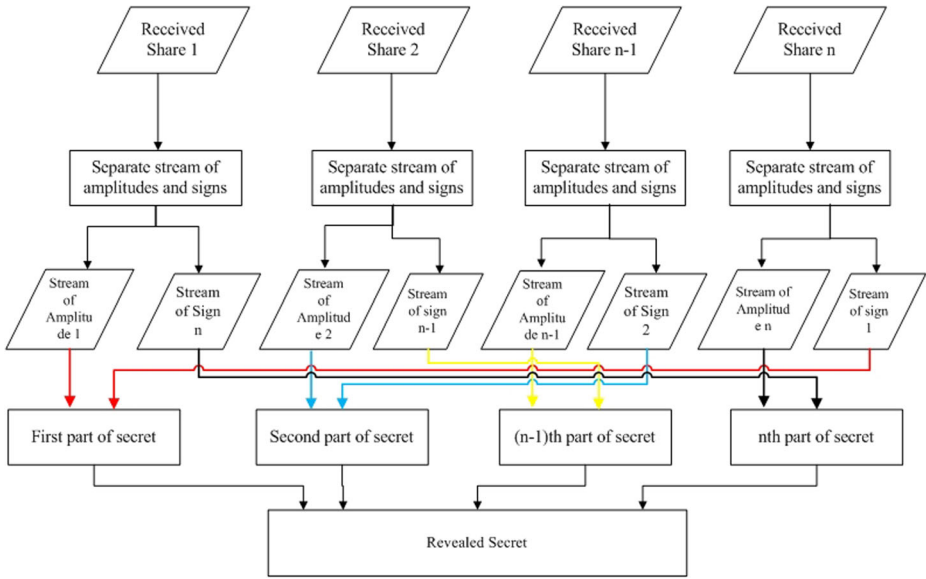 Received
Share 1
Received
Share 2
Received
Share n-1
Received
Share n
Separate stream of
amplitudes and signs
Separate stream of
amplitudes and signs
Separate stream of
amplitudes and signs
Separate stream of
amplitudes and signs
Stream
of
Amplitu
de 1
Stream
of Sign
n
Stream
of
Amplitud
e 2
Stream
of sign
n-1
Stream
of
Amplitu
de n-1
Stream
of Sign
2
Stream of
Amplitud
e n
Stream
of sign
1
First part of secret
Second part of secret
(n-1)th part of secret
nth part of secret
Revealed Secret